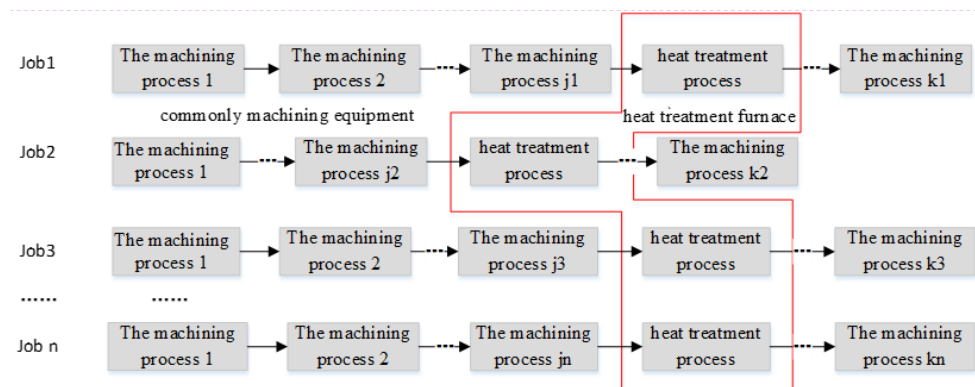 Job1
The machining process 1
The machining process 2
The machining process j1
heat treatment process
The machining process k1
commonly machining equipment
heat treatment furnace
Job2
The machining process 1
The machining process j2
heat treatment process
The machining process k2
Job3
The machining process 1
The machining process 2
The machining process j3
heat treatment process
The machining process k3
......
......
Job n
The machining process 1
The machining process 2
The machining process jn
heat treatment process
The machining process kn